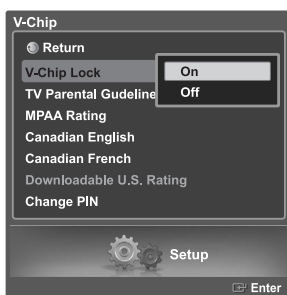 V-Chip
Return
V-Chip Lock
On
Off
TV Parental Gudeline
MPAA Rating
Canadian English
Canadian French
Downloadable U.S. Rating
Change PIN
Setup
Enter